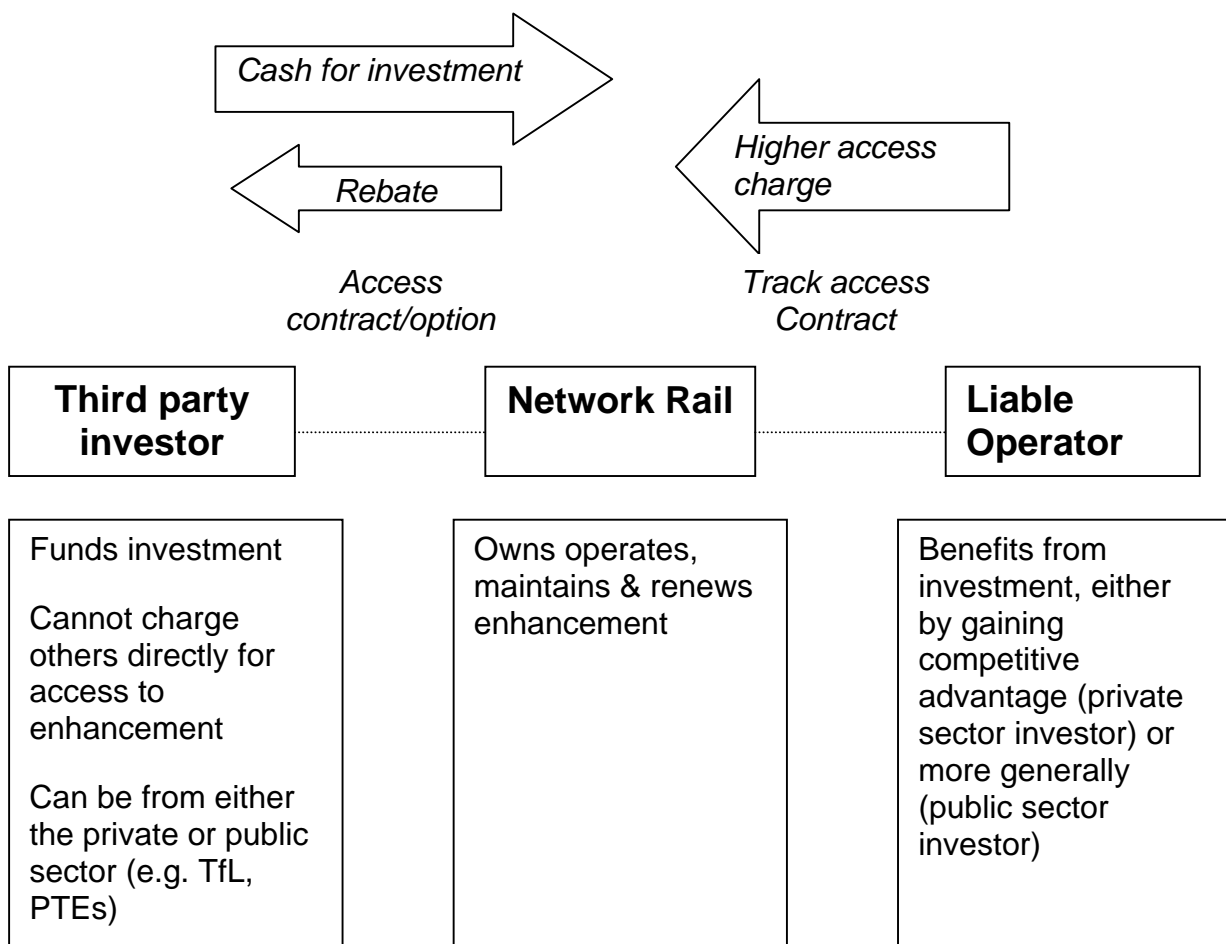 Cash for investment
Higher access
charge
Rebate
Access
contract/option
Track access
Contract
Third party
investor
Network Rail
Liable
Operator
Funds investment
Cannot charge
others directly for
access to
enhancement
Can be from either
the private or public
sector (e.g. TfL,
PTEs)
Owns operates,
maintains & renews
enhancement
Benefits from
investment, either
by gaining
competitive
advantage (private
sector investor) or
more generally
(public sector
investor)